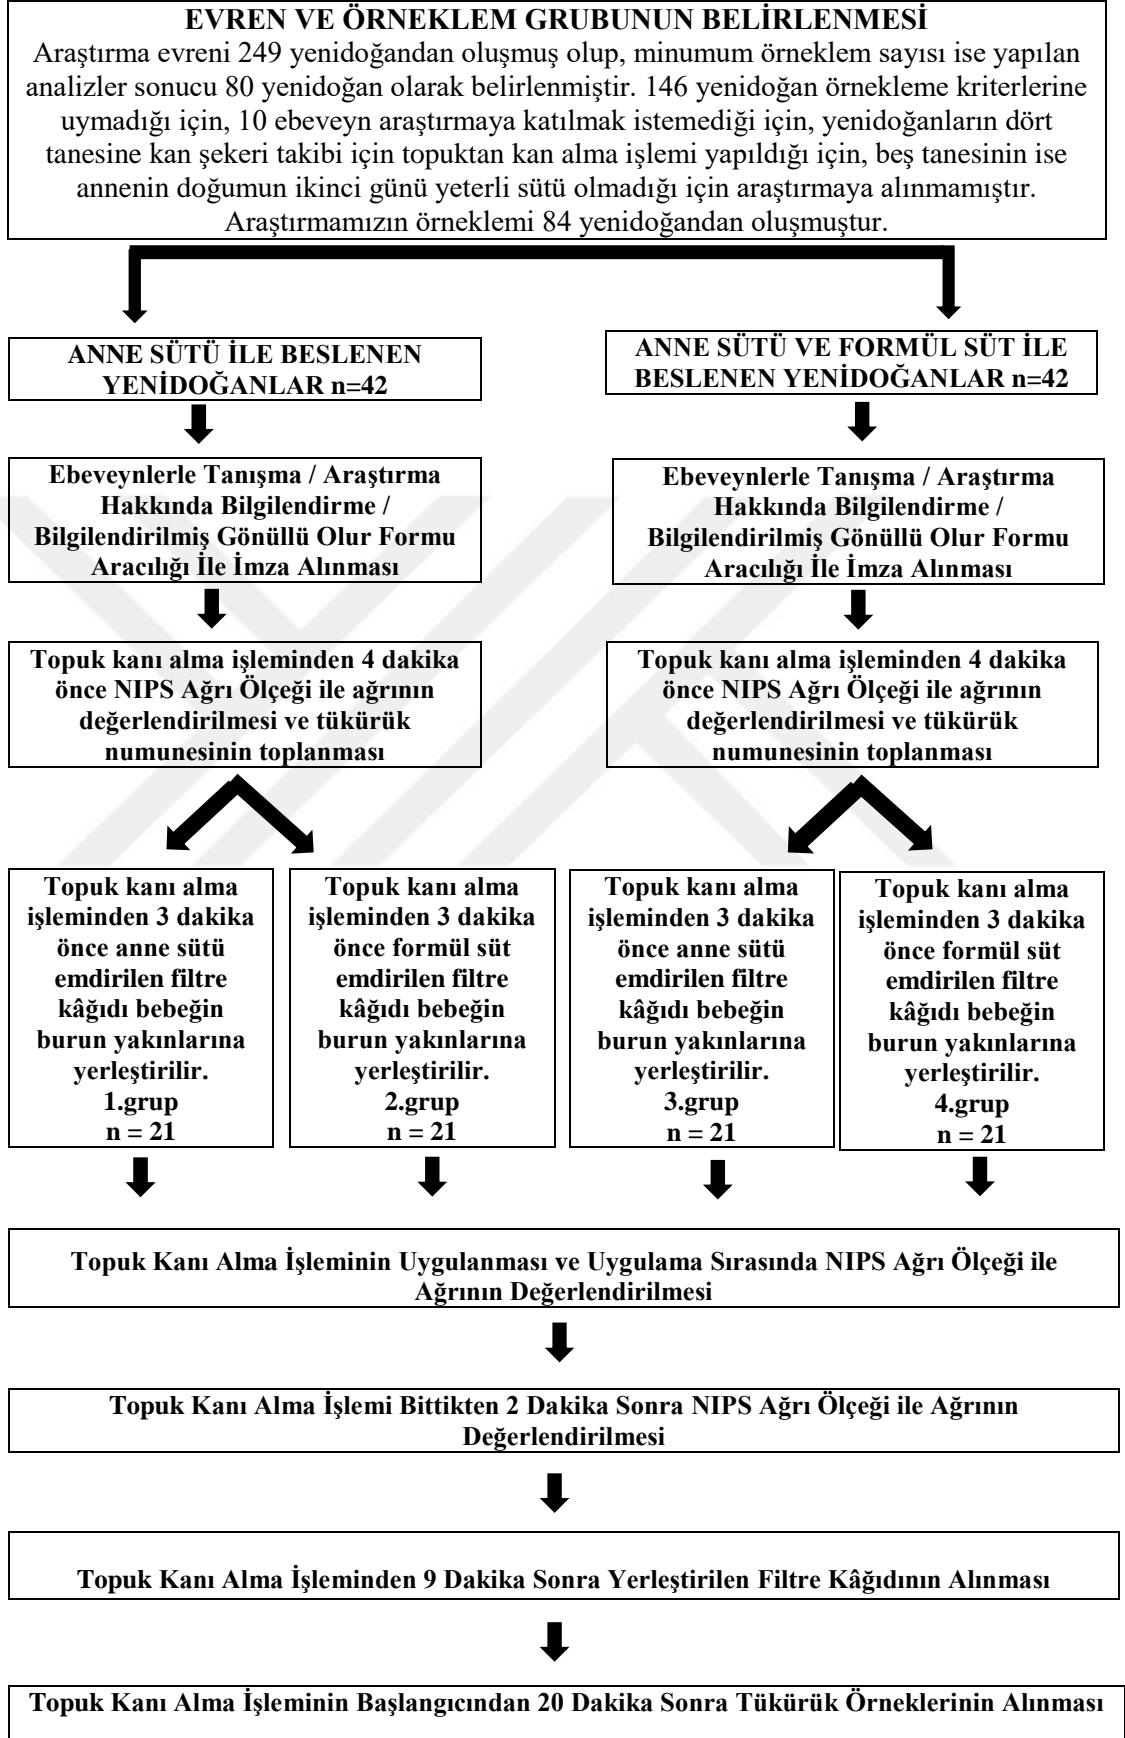 EVREN VE ÖRNEKLEM GRUBUNUN BELİRLENMESİ
Araştırma evreni 249 yenidoğandan oluşmuş olup, minumum örneklem sayısı ise yapılan
analizler sonucu 80 yenidoğan olarak belirlenmiştir. 146 yenidoğan örnekleme kriterlerine
uymadığı için, 10 ebeveyn araştırmaya katılmak istemediği için, yenidoğanların dört
tanesine kan şekeri takibi için topuktan kan alma işlemi yapıldığı için, beş tanesinin ise
annenin doğumun ikinci günü yeterli sütü olmadığı için araştırmaya alınmamıştır.
Araştırmamızın örneklemi 84 yenidoğandan oluşmuştur.
ANNE SÜTÜ İLE BESLENEN
YENİDOĞANLAR n=42
ANNE SÜTÜ VE FORMÜL SÜT İLE
BESLENEN YENİDOĞANLAR n=42
Ebeveynlerle Tanışma / Araştırma
Hakkında Bilgilendirme /
Bilgilendirilmiş Gönüllü Olur Formu
Aracılığı İle İmza Alınması
Ebeveynlerle Tanışma / Araştırma
Hakkında Bilgilendirme /
Bilgilendirilmiş Gönüllü Olur Formu
Aracılığı İle İmza Alınması
Topuk kanı alma işleminden 4 dakika
önce NIPS Ağrı Ölçeği ile ağrının
değerlendirilmesi ve tükürük
numunesinin toplanması
Topuk kanı alma işleminden 4 dakika
önce NIPS Ağrı Ölçeği ile ağrının
değerlendirilmesi ve tükürük
numunesinin toplanması
Topuk kanı alma
işleminden 3 dakika
önce anne sütü
emdirilen filtre
kâğıdı bebeğin
burun yakınlarına
yerleştirilir.
1.grup
n = 21
Topuk kanı alma
işleminden 3 dakika
önce formül süt
emdirilen filtre
kâğıdı bebeğin
burun yakınlarına
yerleştirilir.
2.grup
n = 21
Topuk kanı alma
işleminden 3 dakika
önce anne sütü
emdirilen filtre
kâğıdı bebeğin
burun yakınlarına
yerleştirilir.
3.grup
n = 21
Topuk kanı alma
işleminden 3 dakika
önce formül süt
emdirilen filtre
kâğıdı bebeğin
burun yakınlarına
yerleştirilir.
4.grup
n = 21
Topuk Kanı Alma İşleminin Uygulanması ve Uygulama Sırasında NIPS Ağrı Ölçeği ile
Ağrının Değerlendirilmesi
Topuk Kanı Alma İşlemi Bittikten 2 Dakika Sonra NIPS Ağrı Ölçeği ile Ağrının
Değerlendirilmesi
Topuk Kanı Alma İşleminden 9 Dakika Sonra Yerleştirilen Filtre Kâğıdının Alınması
Topuk Kanı Alma İşleminin Başlangıcından 20 Dakika Sonra Tükürük Örneklerinin Alınması